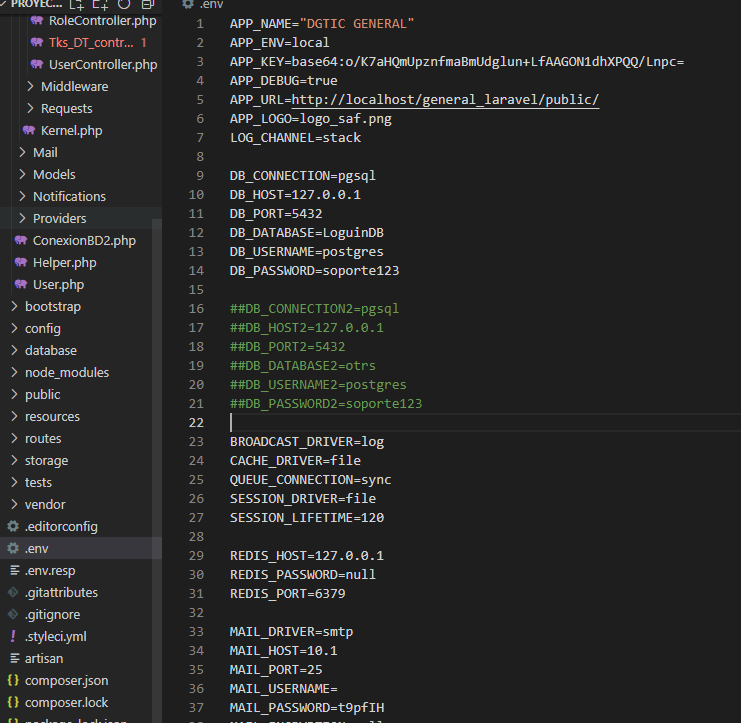 PROYEC...
RoleController.php
Tks_DT_contr... 1
UserController.php
Middleware
Requests
Kernel.php
Mail
Models
Notifications
Providers
ConexionBD2.php
Helper.php
User.php
bootstrap
config
database
node_modules
public
resources
routes
storage
tests
vendor
.editorconfig
.env
.env.resp
.gitattributes
.gitignore
.styleci.yml
artisan
composer.json
composer.lock
.env
1 APP_NAME="DGTIC GENERAL"
2 APP_ENV=local
3 APP_KEY=base64:o/K7aHQmUpznfmaBmUdglun+LfAAGON1dhXPQQ/Lnpc=
4 APP_DEBUG=true
5 APP_URL=http://localhost/general_laravel/public/
6 APP_LOGO=logo_saf.png
7 LOG_CHANNEL=stack
8
9 DB_CONNECTION=pgsql
10 DB_HOST=127.0.0.1
11 DB_PORT=5432
12 DB_DATABASE=LoguinDB
13 DB_USERNAME=postgres
14 DB_PASSWORD=soporte123
15
16 ##DB_CONNECTION2=pgsql
17 ##DB_HOST2=127.0.0.1
18 ##DB_PORT2=5432
19 ##DB_DATABASE2=otrs
20 ##DB_USERNAME2=postgres
21 ##DB_PASSWORD2=soporte123
22
23 BROADCAST_DRIVER=log
24 CACHE_DRIVER=file
25 QUEUE_CONNECTION=sync
26 SESSION_DRIVER=file
27 SESSION_LIFETIME=120
28
29 REDIS_HOST=127.0.0.1
30 REDIS_PASSWORD=null
31 REDIS_PORT=6379
32
33 MAIL_DRIVER=smtp
34 MAIL_HOST=10.1
35 MAIL_PORT=25
36 MAIL_USERNAME=
37 MAIL_PASSWORD=t9pfIH